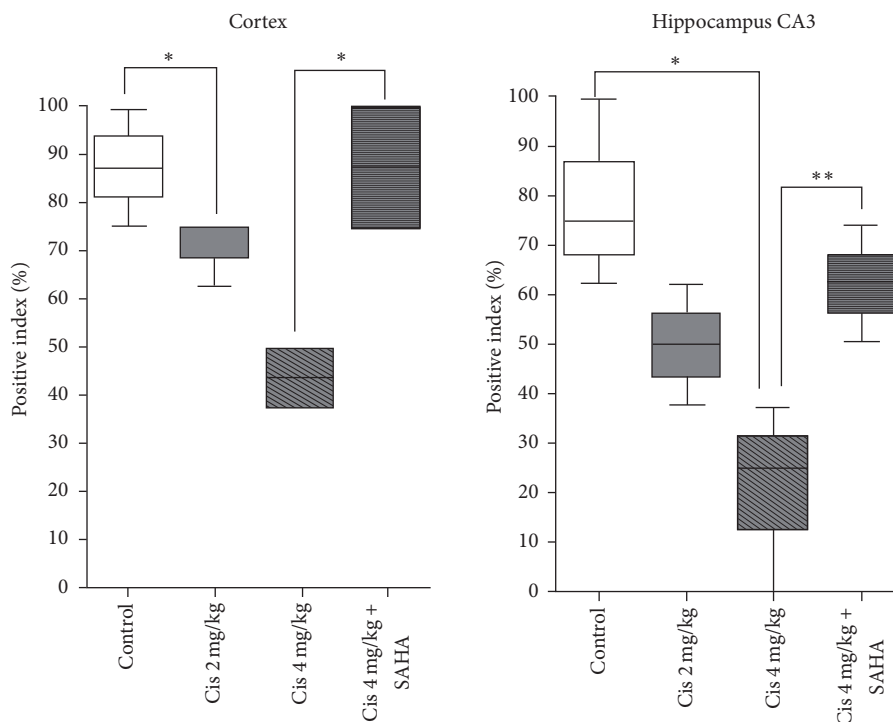 Cortex
*
*
Positive index (%)
100
90
80
70
60
50
40
30
20
10
0
Control
Cis 2 mg/kg
Cis 4 mg/kg
Cis 4 mg/kg +
SAHA
Hippocampus CA3
*
**
Positive index (%)
100
90
80
70
60
50
40
30
20
10
0
Control
Cis 2 mg/kg
Cis 4 mg/kg
Cis 4 mg/kg +
SAHA